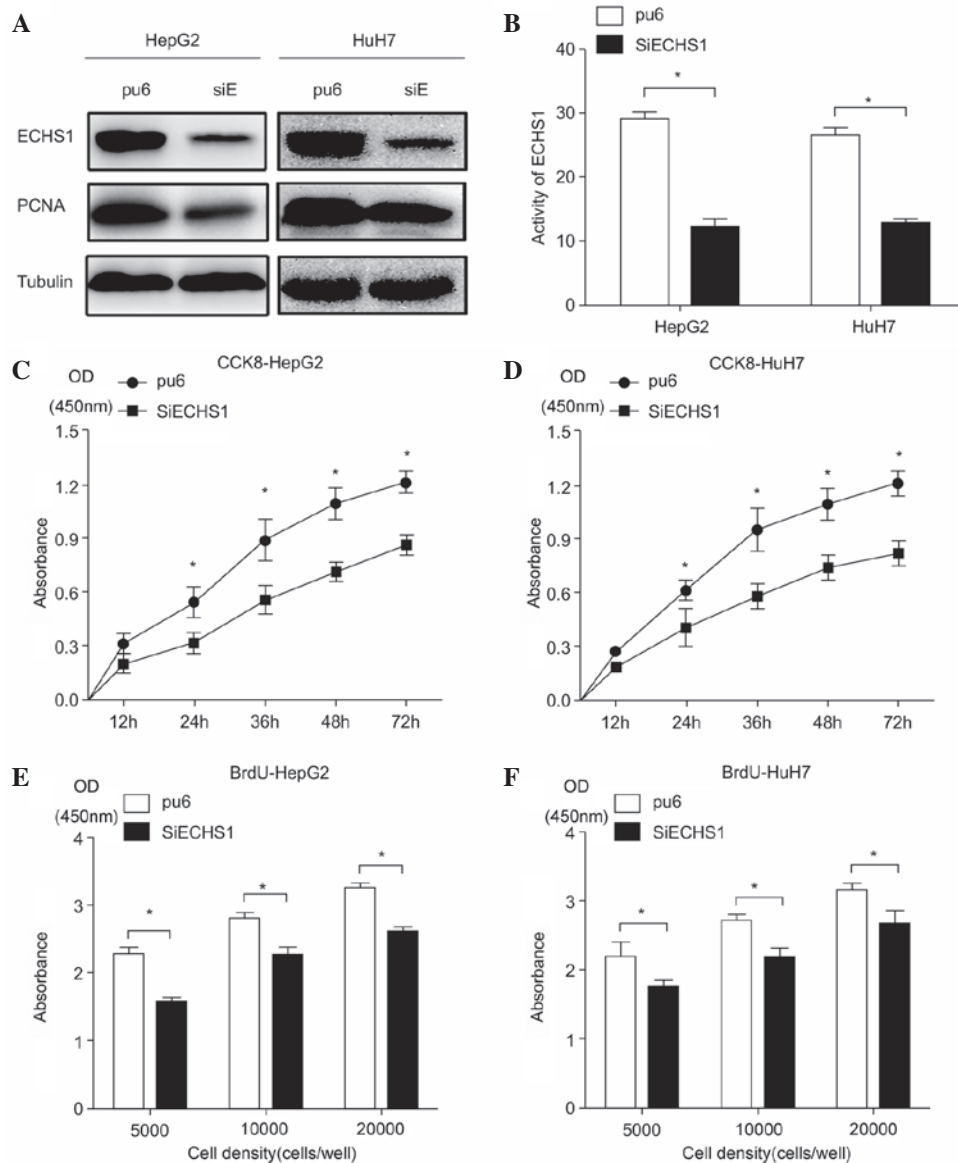 A
HepG2 HuH7
pu6 siE pu6 siE
ECHS1
PCNA
Tubulin
B
pu6
SiECHS1
Activity of ECHS1
40
30
20
10
0
* *
HepG2 HuH7
C
CCK8-HepG2
OD
(450nm)
pu6
SiECHS1
Absorbance
1.5
1.2
0.9
0.6
0.3
0.0
* * * *
12h 24h 36h 48h 72h
D
CCK8-HuH7
OD
(450nm)
pu6
SiECHS1
Absorbance
1.5
1.2
0.9
0.6
0.3
0.0
* * * *
12h 24h 36h 48h 72h
E
BrdU-HepG2
OD
(450nm)
pu6
SiECHS1
Absorbance
4
3
2
1
0
* * *
5000 10000 20000
Cell density(cells/well)
F
BrdU-HuH7
OD
(450nm)
pu6
SiECHS1
Absorbance
4
3
2
1
0
* * *
5000 10000 20000
Cell density(cells/well)